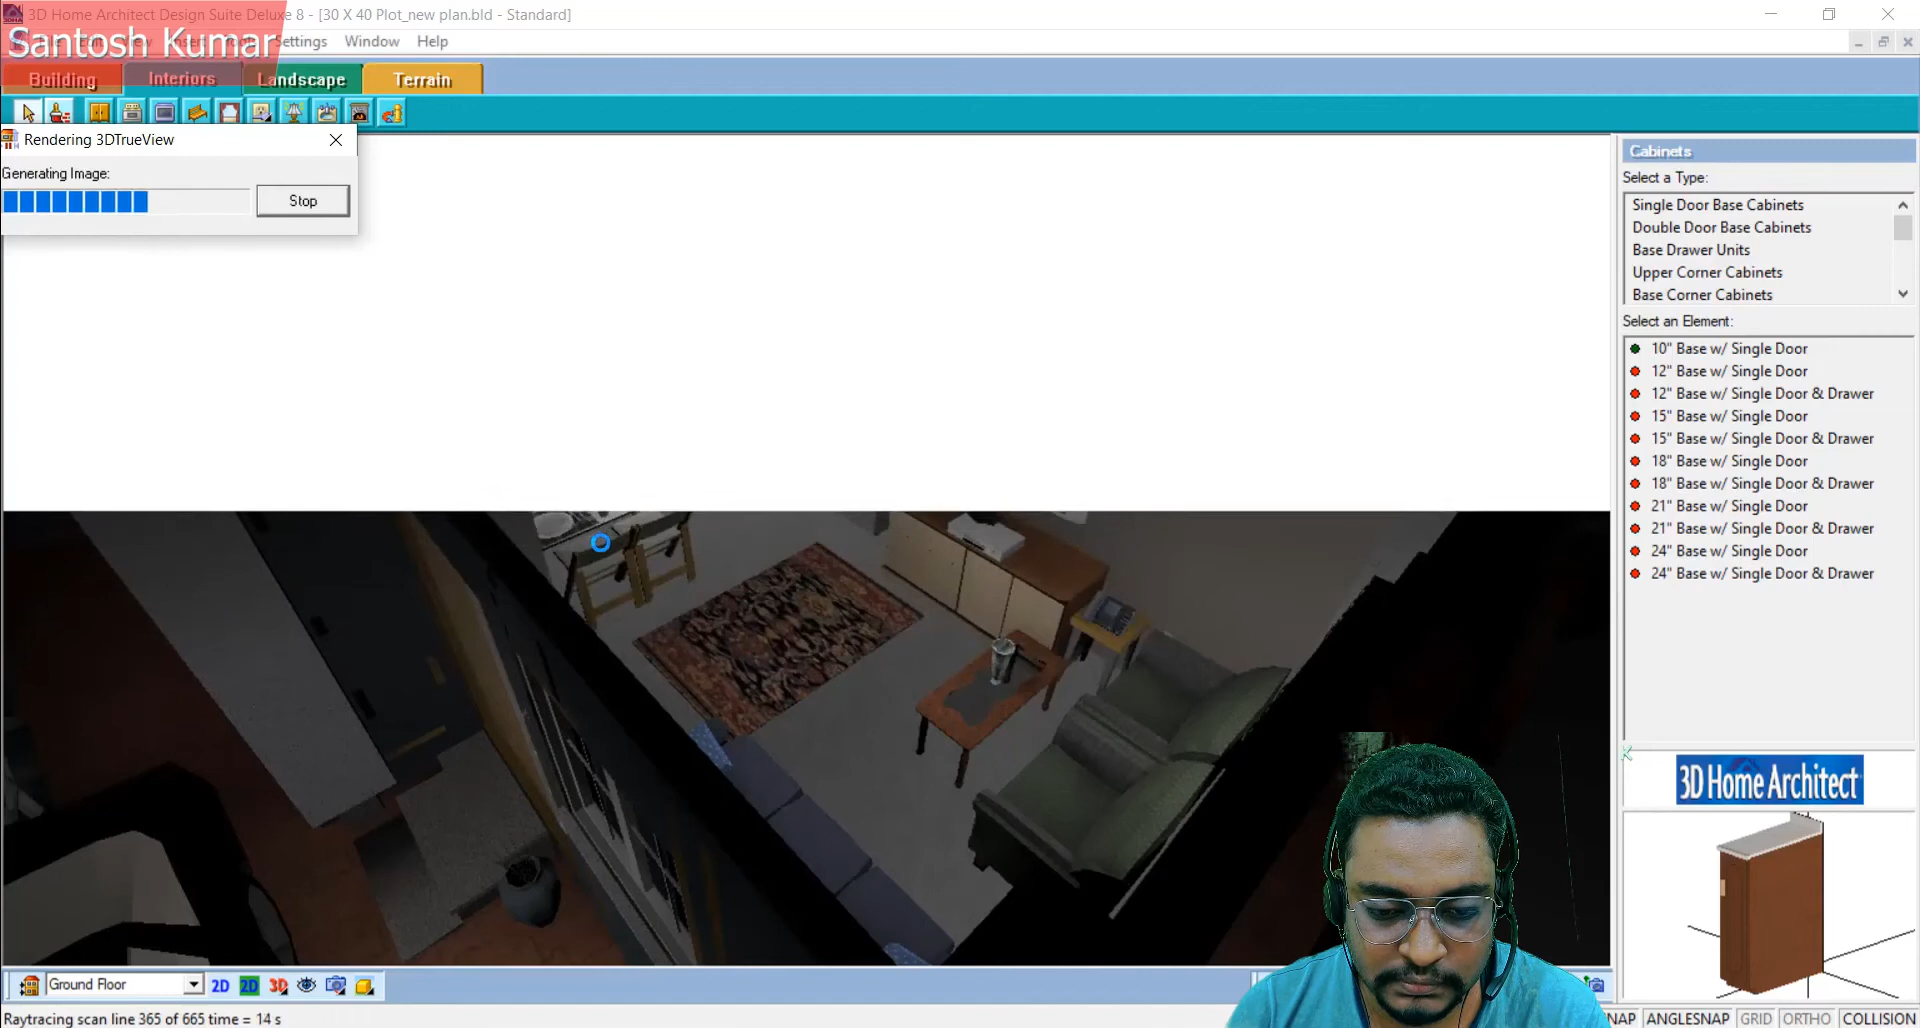 3D Home Architect Design Suite Deluxe 8 - [30 X 40 Plot_new plan.bld - Standard]
Santosh Kumar
Settings Window Help
Building Interiors Landscape Terrain
Rendering 3DTrueView
Generating Image:
Stop
Cabinets
Select a Type:
Single Door Base Cabinets
Double Door Base Cabinets
Base Drawer Units
Upper Corner Cabinets
Base Corner Cabinets
Select an Element:
10" Base w/ Single Door
12" Base w/ Single Door
12" Base w/ Single Door & Drawer
15" Base w/ Single Door
15" Base w/ Single Door & Drawer
18" Base w/ Single Door
18" Base w/ Single Door & Drawer
21" Base w/ Single Door
21" Base w/ Single Door & Drawer
24" Base w/ Single Door
24" Base w/ Single Door & Drawer
3D Home Architect
Ground Floor 2D 2D 3D
Raytracing scan line 365 of 665 time = 14 s
NAP ANGLESNAP GRID ORTHO COLLISION